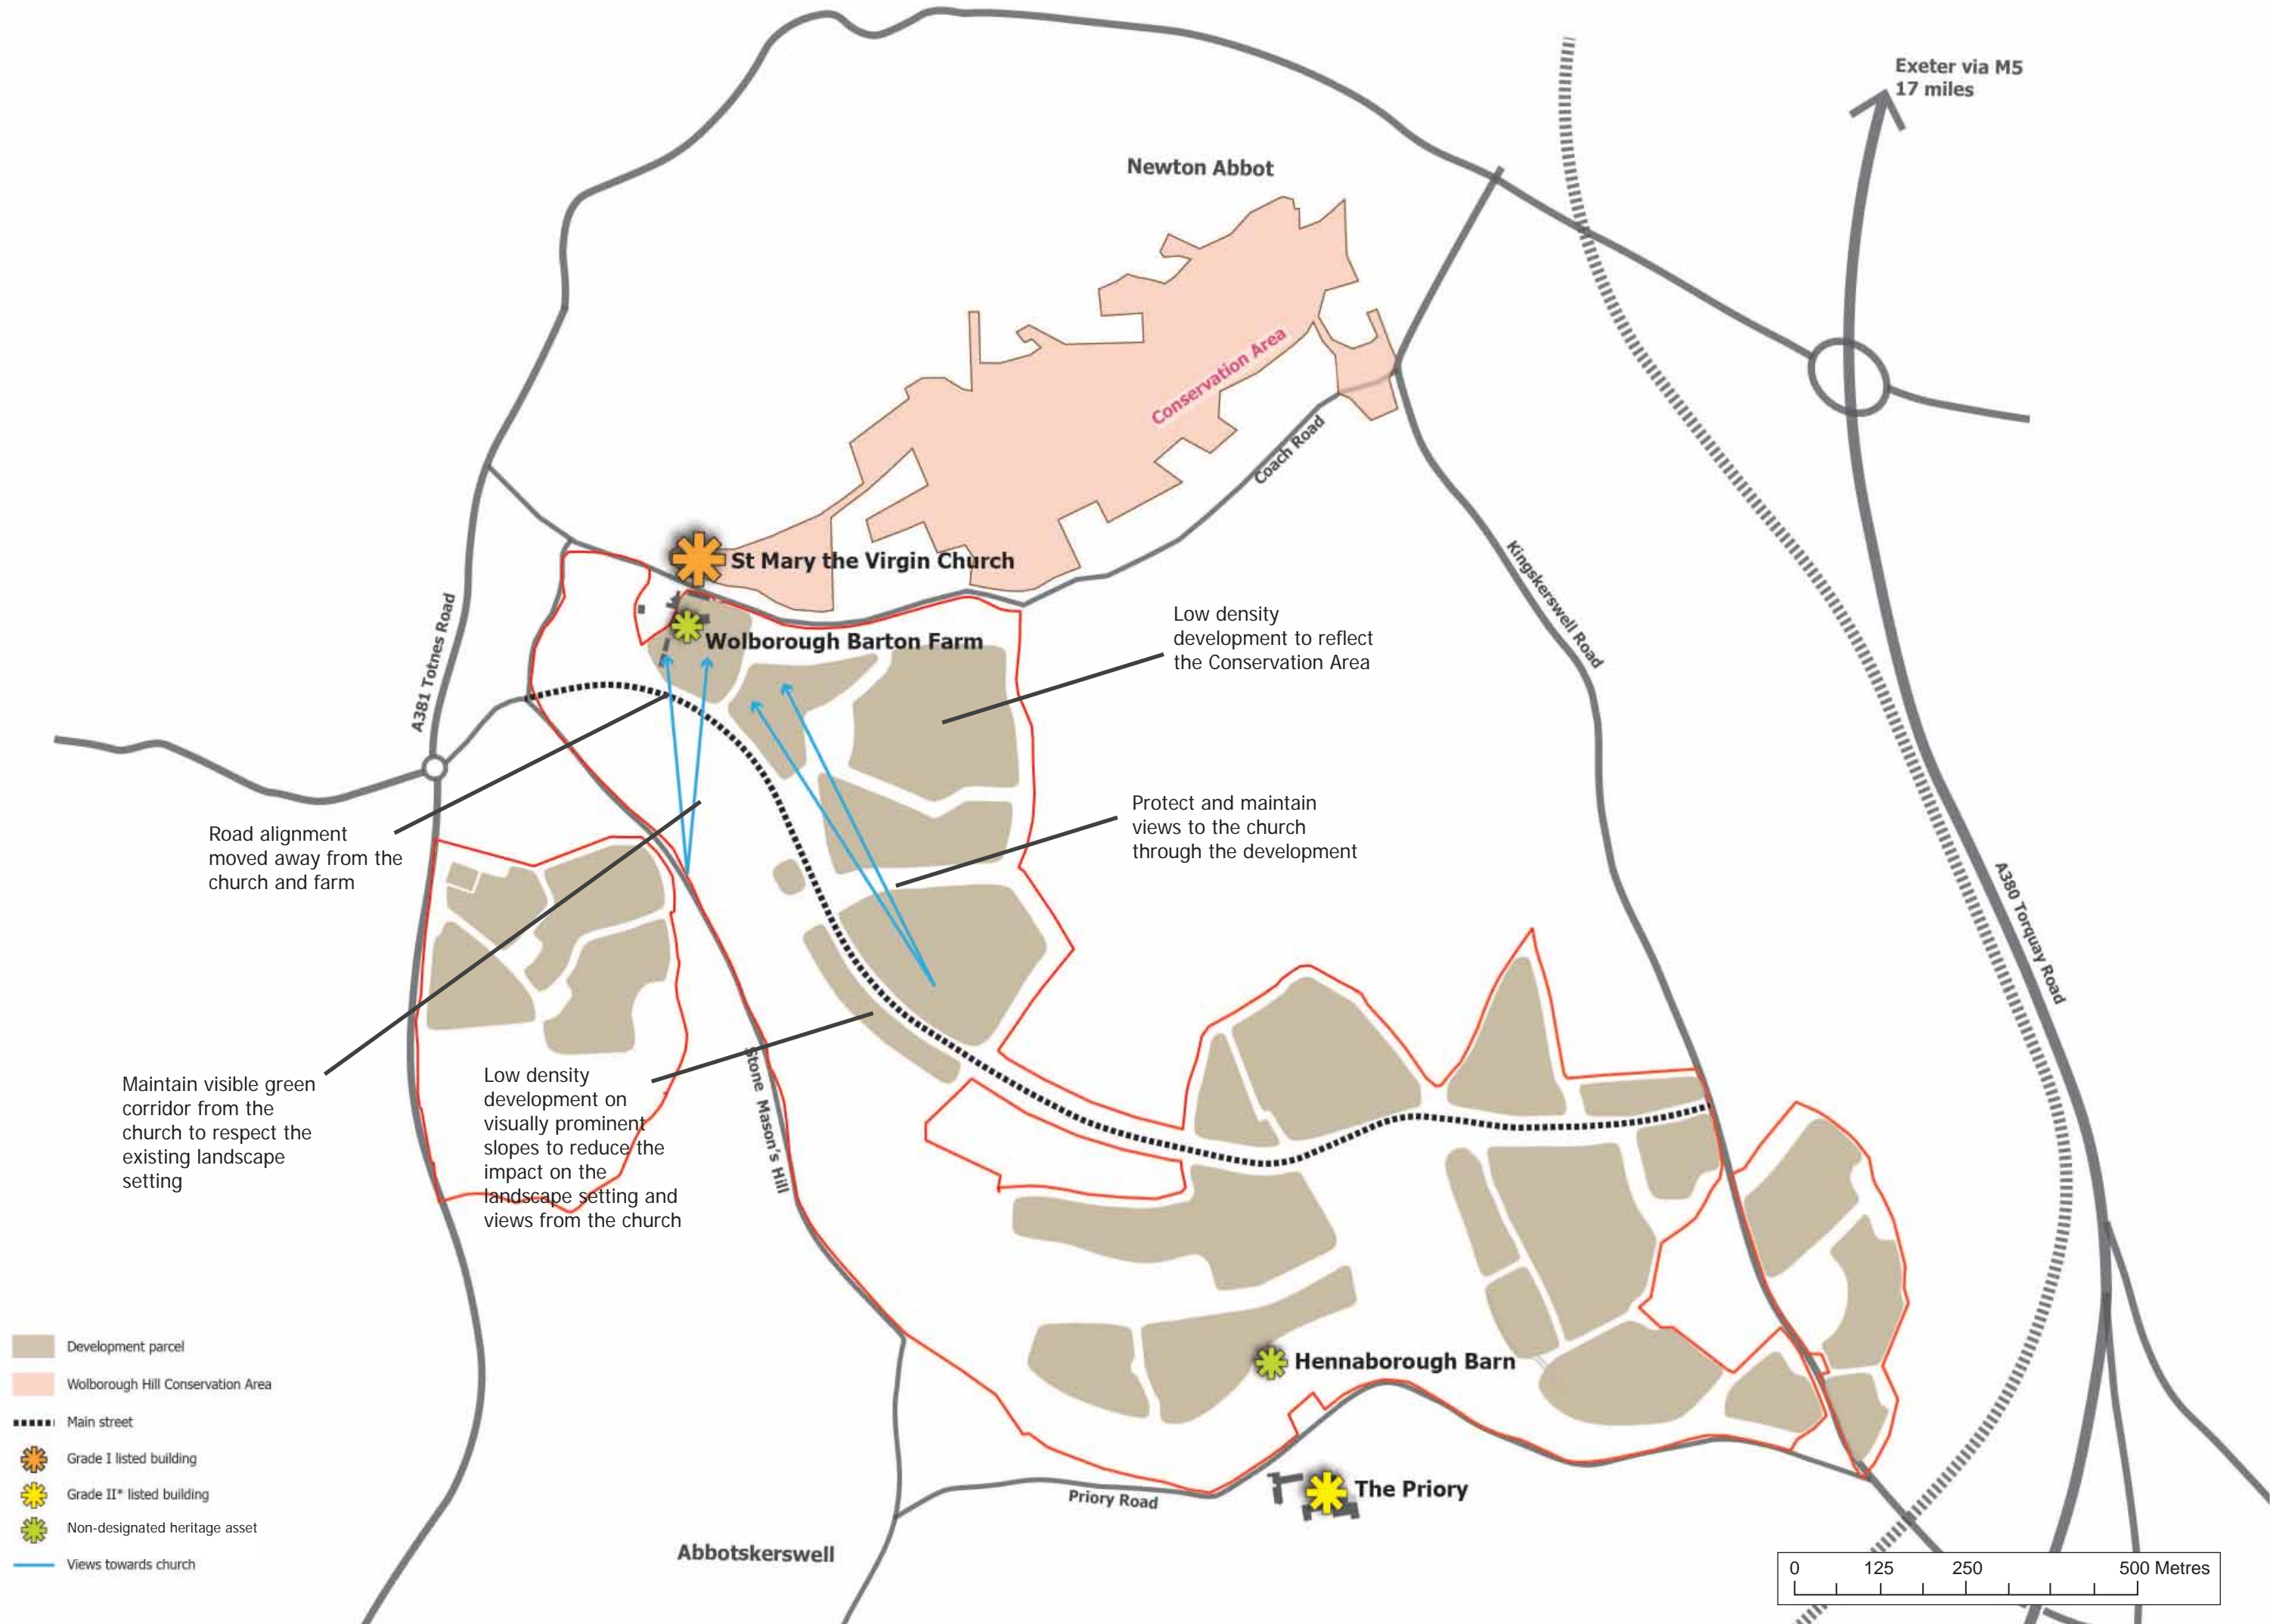 Exeter via M5
17 miles
Newton Abbot
Conservation Area
Coach Road
St Mary the Virgin Church
Kingskerswell Road
A381 Totnes Road
Wolborough Barton Farm
Low density
development to reflect
the Conservation Area
Road alignment
moved away from the
church and farm
Protect and maintain
views to the church
through the development
A380 Torquay Road
Maintain visible green
corridor from the
church to respect the
existing landscape
setting
Low density
development on
visually prominent
slopes to reduce the
impact on the
landscape setting and
views from the church
Stone Mason's Hill
Hennaborough Barn
The Priory
Priory Road
Abbotskerswell
Development parcel
Wolborough Hill Conservation Area
Main street
Grade I listed building
Grade II* listed building
Non-designated heritage asset
Views towards church
0 125 250 500 Metres